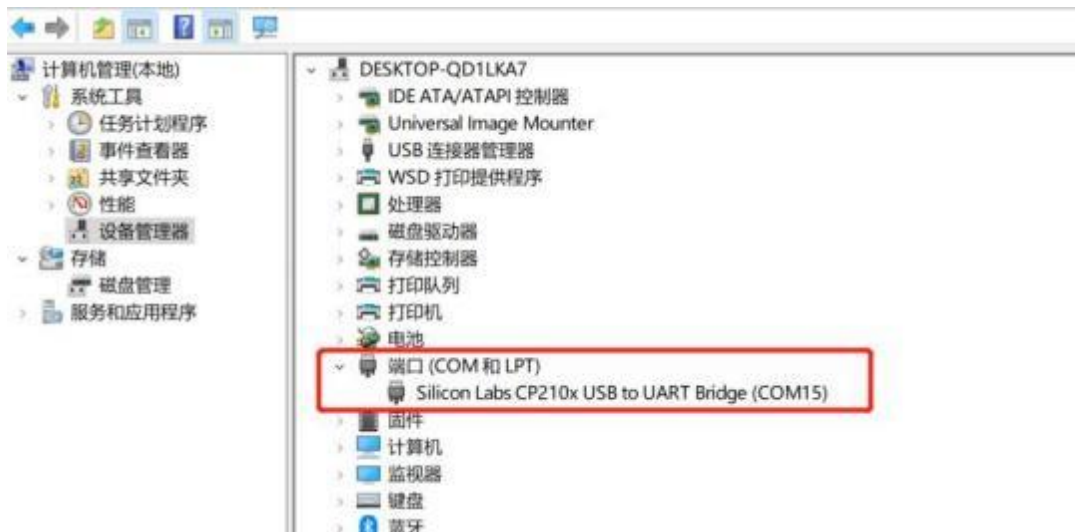 计算机管理(本地)
系统工具
任务计划程序
事件查看器
共享文件夹
性能
设备管理器
存储
磁盘管理
服务和应用程序
DESKTOP-QD1LKA7
IDE ATA/ATAPI 控制器
Universal Image Mounter
USB 连接器管理器
WSD 打印提供程序
处理器
磁盘驱动器
存储控制器
打印队列
打印机
电池
端口 (COM 和 LPT)
Silicon Labs CP210x USB to UART Bridge (COM15)
固件
计算机
监视器
键盘
蓝牙